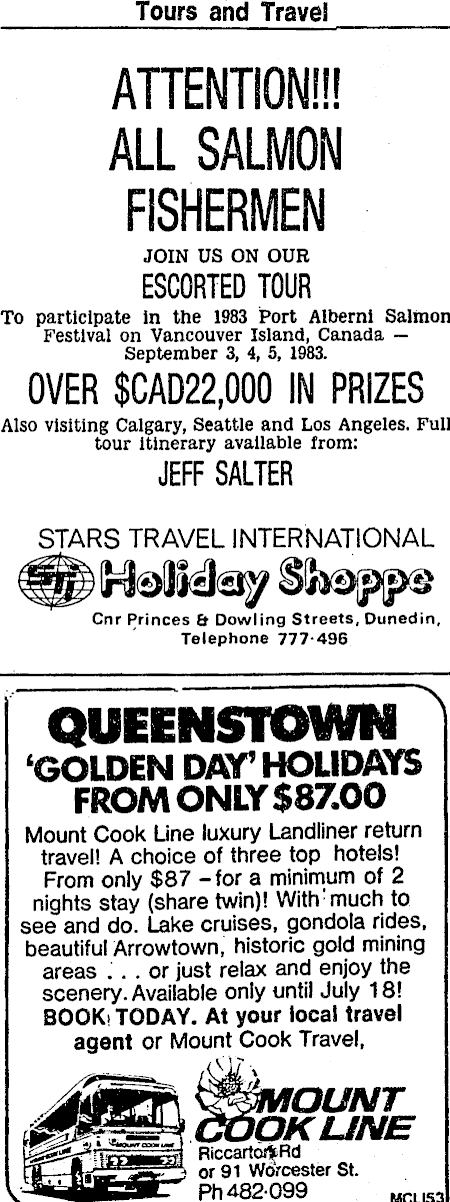 Tours and Travel
ATTENTION!!!
ALL SALMON
FISHERMEN
JOIN US ON OUR
ESCORTED TOUR
To participate in the 1983 Port Alberni Salmon
Festival on Vancouver Island, Canada —
September 3, 4, 5, 1983.
OVER $CAD22,000 IN PRIZES
Also visiting Calgary, Seattle and Los Angeles. Full
tour itinerary available from:
JEFF SALTER
STARS TRAVEL INTERNATIONAL
STI Holiday Shoppe
Cnr Princes & Dowling Streets, Dunedin,
Telephone 777-496
QUEENSTOWN
'GOLDEN DAY' HOLIDAYS
FROM ONLY $87.00
Mount Cook Line luxury Landliner return
travel! A choice of three top hotels!
From only $87 – for a minimum of 2
nights stay (share twin)! With much to
see and do. Lake cruises, gondola rides,
beautiful Arrowtown, historic gold mining
areas . . . or just relax and enjoy the
scenery. Available only until July 18!
BOOK TODAY. At your local travel
agent or Mount Cook Travel,
MOUNT
COOK LINE
MOUNT COOK LINE
Riccarton Rd
or 91 Worcester St.
Ph 482-099
MCL153